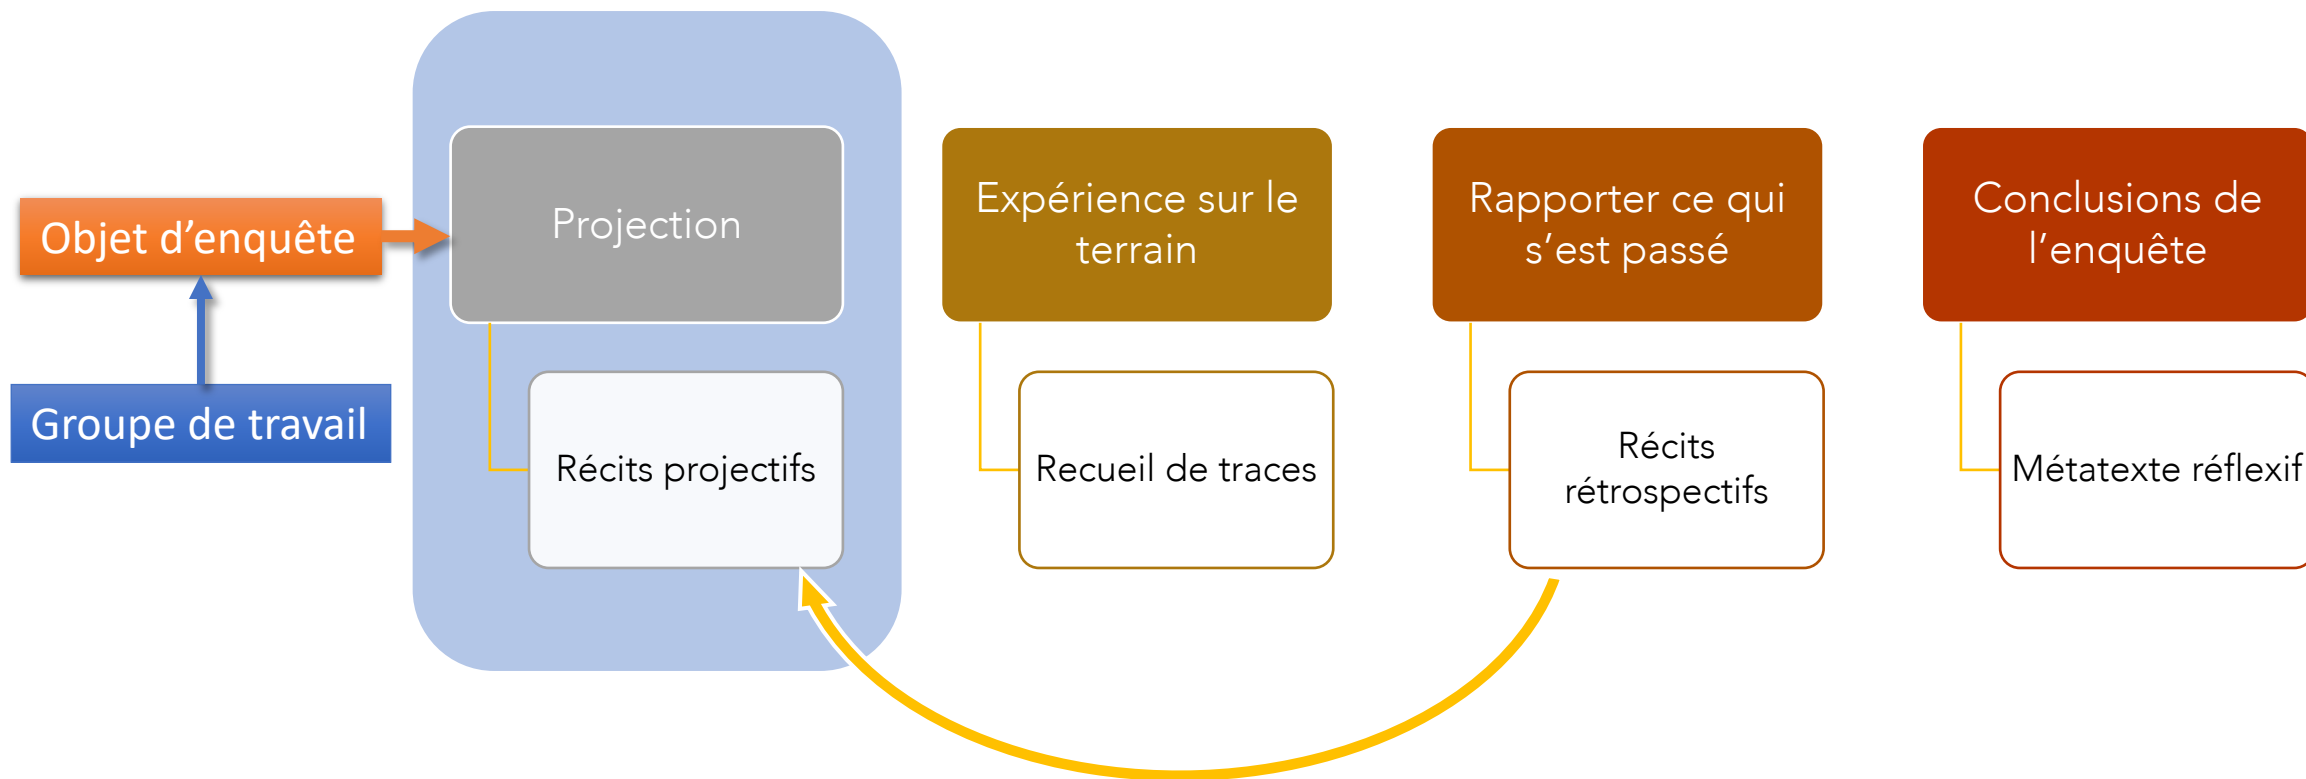 Objet d’enquête
Groupe de travail
Projection
Récits projectifs
Expérience sur le
terrain
Recueil de traces
Rapporter ce qui
s’est passé
Récits
rétrospectifs
Conclusions de
l’enquête
Métatexte réflexif